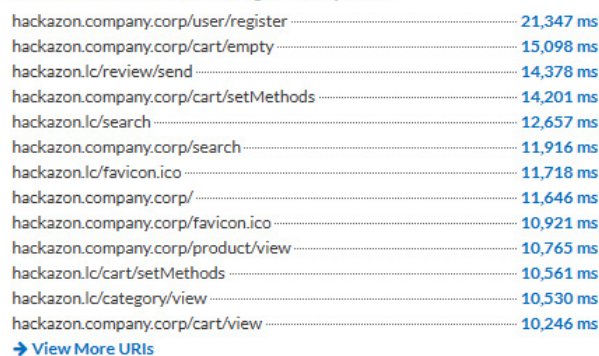 hackazon.company.corp/user/register 21,347 ms
hackazon.company.corp/cart/empty 15,098 ms
hackazon.lc/review/send 14,378 ms
hackazon.company.corp/cart/setMethods 14,201 ms
hackazon.lc/search 12,657 ms
hackazon.company.corp/search 11,916 ms
hackazon.lc/favicon.ico 11,718 ms
hackazon.company.corp/ 11,646 ms
hackazon.company.corp/favicon.ico 10,921 ms
hackazon.company.corp/product/view 10,765 ms
hackazon.lc/cart/setMethods 10,561 ms
hackazon.lc/category/view 10,530 ms
hackazon.company.corp/cart/view 10,246 ms
→ View More URIs